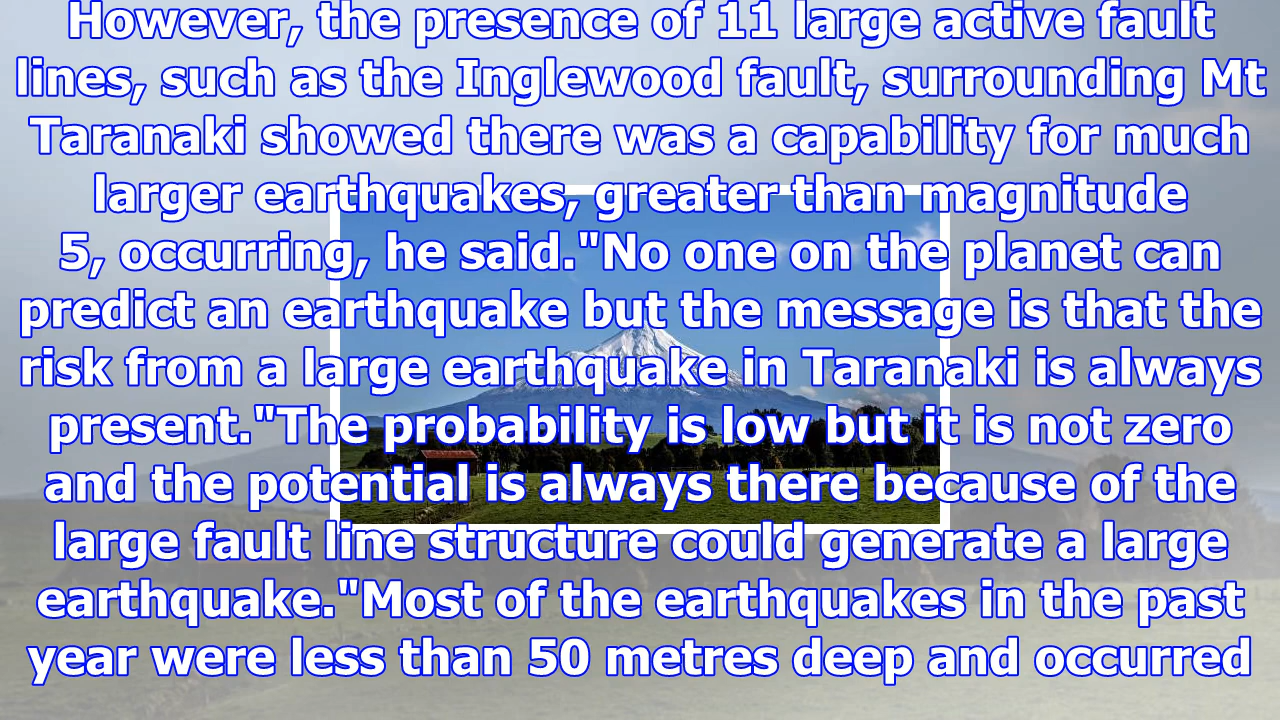 However, the presence of 11 large active fault
lines, such as the Inglewood fault, surrounding Mt
Taranaki showed there was a capability for much
larger earthquakes, greater than magnitude
5, occurring, he said."No one on the planet can
predict an earthquake but the message is that the
risk from a large earthquake in Taranaki is always
present."The probability is low but it is not zero
and the potential is always there because of the
large fault line structure could generate a large
earthquake."Most of the earthquakes in the past
year were less than 50 metres deep and occurred